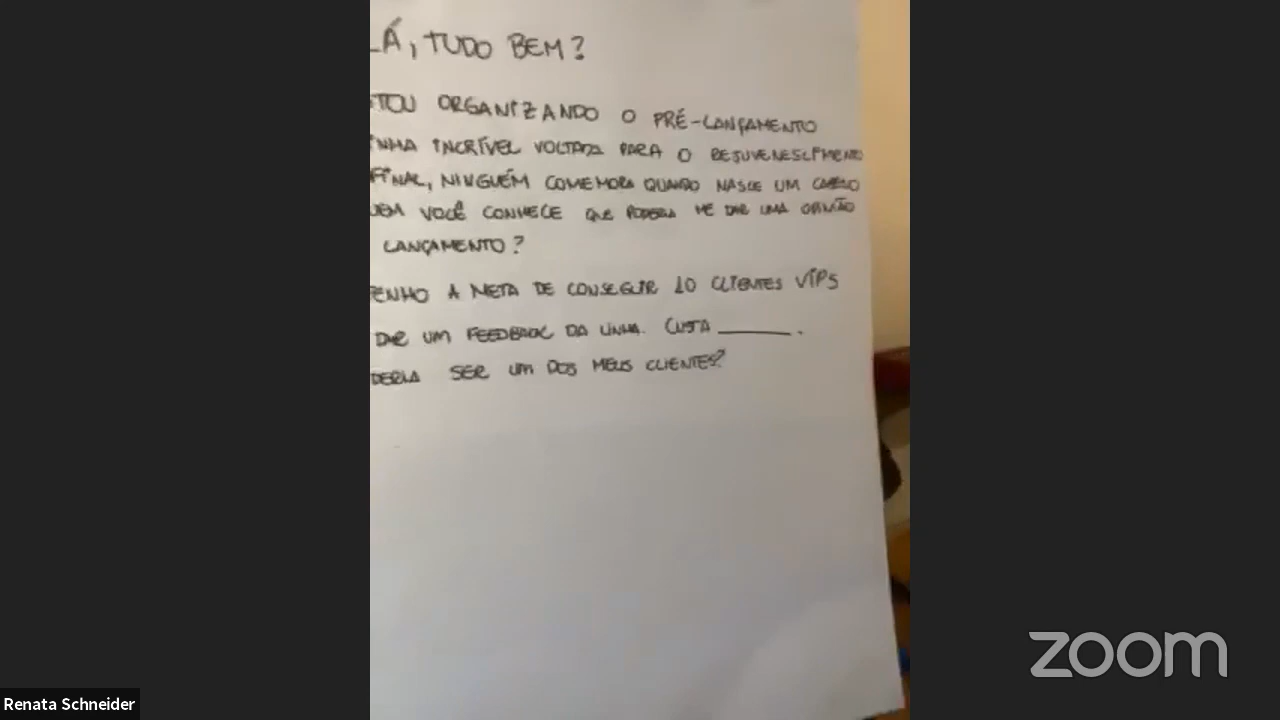 LÁ, TUDO BEM?
TOU ORGANIZANDO O PRÉ-LANÇAMENTO
INHA INCRÍVEL VOLTADA PARA O REJUVENESCIMENTO
FINAL, NINGUÉM COMEMORA QUANDO NASCE UM CABELO
UEM VOCÊ CONHECE QUE PODERIA ME DAR UMA OPINIÃO
LANÇAMENTO?
TENHO A META DE CONSEGUIR 10 CLIENTES VIPS
DAR UM FEEDBACK DA LINHA. CUSTA ______.
DERIA SER UM DOS MEUS CLIENTES?
Renata Schneider
zoom